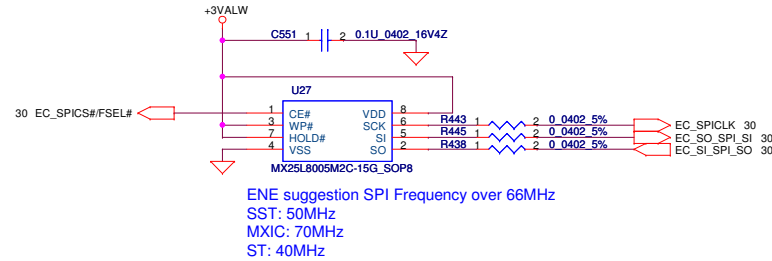 +3VALW
C551 1 2 0.1U_0402_16V4Z
U27
30 EC_SPICS#/FSEL# 1 CE# VDD 8
3 WP# SCK 6 R443 1 2 0_0402_5% EC_SPICLK 30
7 HOLD# SI 5 R445 1 2 0_0402_5% EC_SO_SPI_SI 30
4 VSS SO 2 R438 1 2 0_0402_5% EC_SI_SPI_SO 30
MX25L8005M2C-15G_SOP8
ENE suggestion SPI Frequency over 66MHz
SST: 50MHz
MXIC: 70MHz
ST: 40MHz